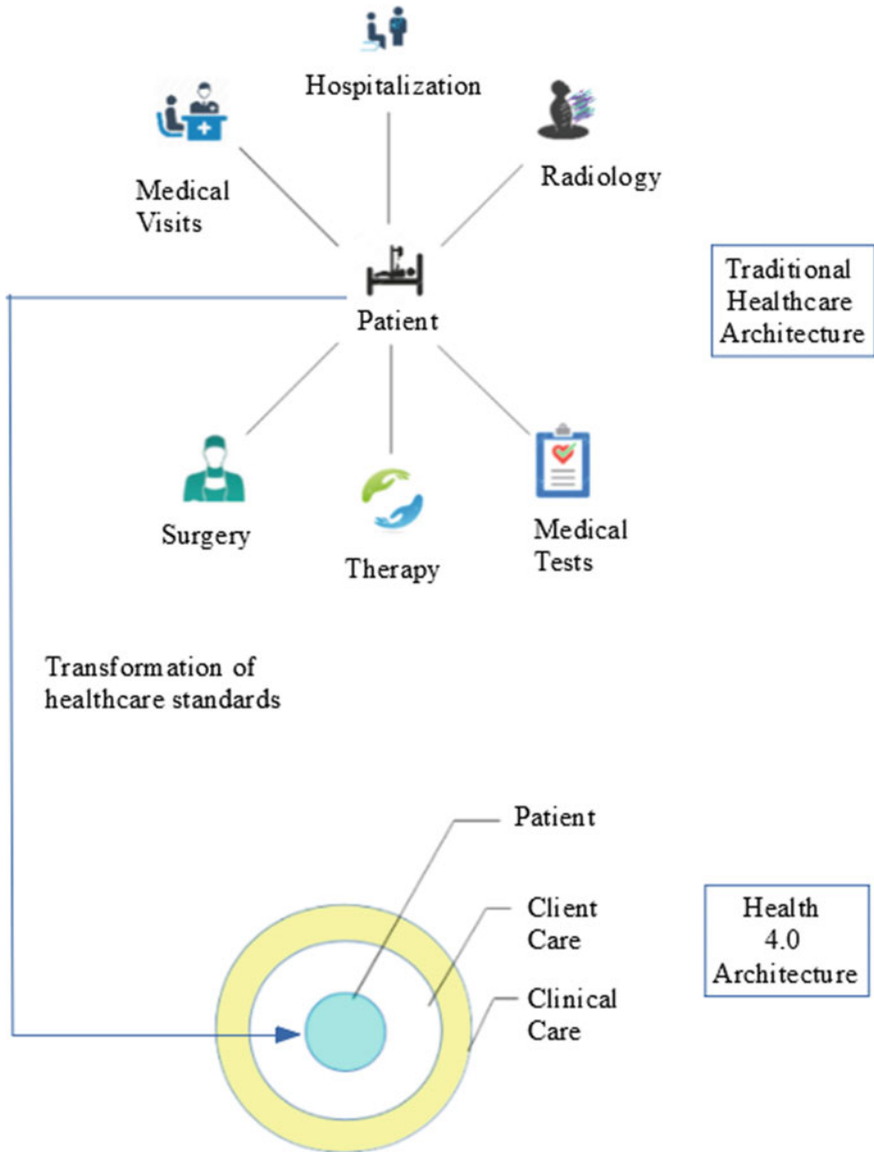 Hospitalization
Medical
Visits
Radiology
Patient
Traditional
Healthcare
Architecture
Surgery
Therapy
Medical
Tests
Transformation of
healthcare standards
Patient
Client
Care
Clinical
Care
Health
4.0
Architecture